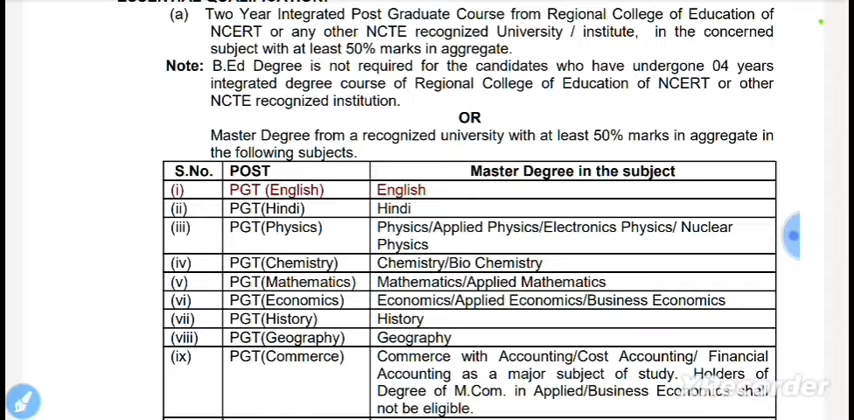 ESSENTIAL QUALIFICATION:
(a) Two Year Integrated Post Graduate Course from Regional College of Education of
NCERT or any other NCTE recognized University / institute, in the concerned
subject with at least 50% marks in aggregate.
Note: B.Ed Degree is not required for the candidates who have undergone 04 years
integrated degree course of Regional College of Education of NCERT or other
NCTE recognized institution.
OR
Master Degree from a recognized university with at least 50% marks in aggregate in
the following subjects.
S.No. POST Master Degree in the subject
(i) PGT (English) English
(ii) PGT(Hindi) Hindi
(iii) PGT(Physics) Physics/Applied Physics/Electronics Physics/ Nuclear
Physics
(iv) PGT(Chemistry) Chemistry/Bio Chemistry
(v) PGT(Mathematics) Mathematics/Applied Mathematics
(vi) PGT(Economics) Economics/Applied Economics/Business Economics
(vii) PGT(History) History
(viii) PGT(Geography) Geography
(ix) PGT(Commerce) Commerce with Accounting/Cost Accounting/ Financial
Accounting as a major subject of study. Holders of
Degree of M.Com. in Applied/Business Economics shall
not be eligible.